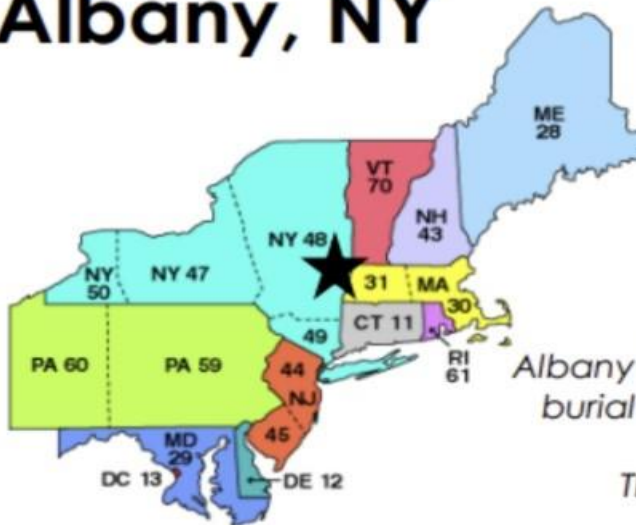 Albany, NY
ME
28
VT
70
NH
43
NY 48
NY
50
NY 47
31
MA
30
CT 11
49
RI
61
PA 60
PA 59
44
NJ
45
MD
29
DC 13
DE 12
Albany
burial